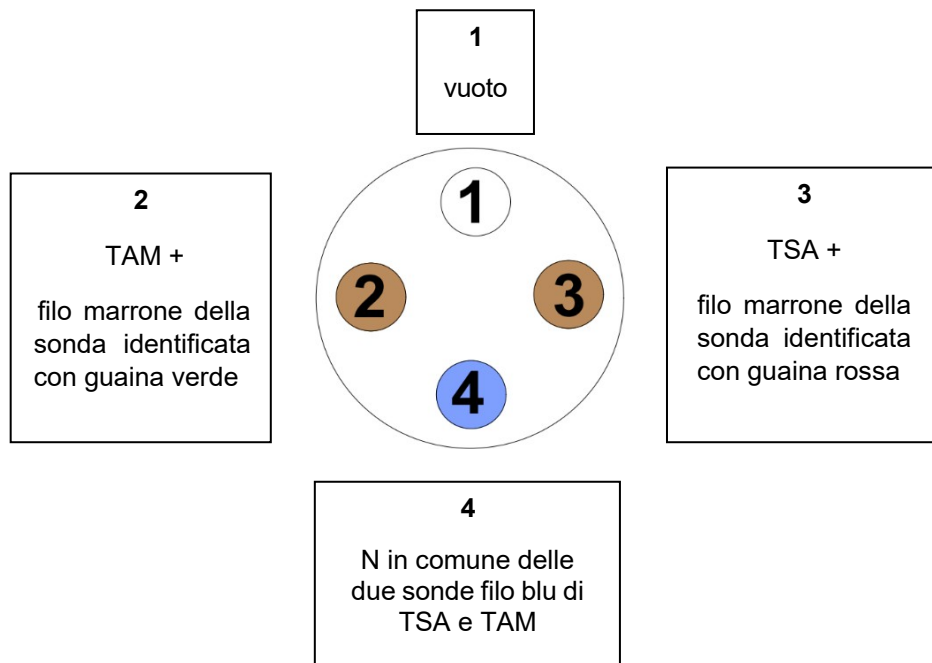 1
vuoto
2
TAM +
filo marrone della
sonda identificata
con guaina verde
1
2
3
4
3
TSA +
filo marrone della
sonda identificata
con guaina rossa
4
N in comune delle
due sonde filo blu di
TSA e TAM